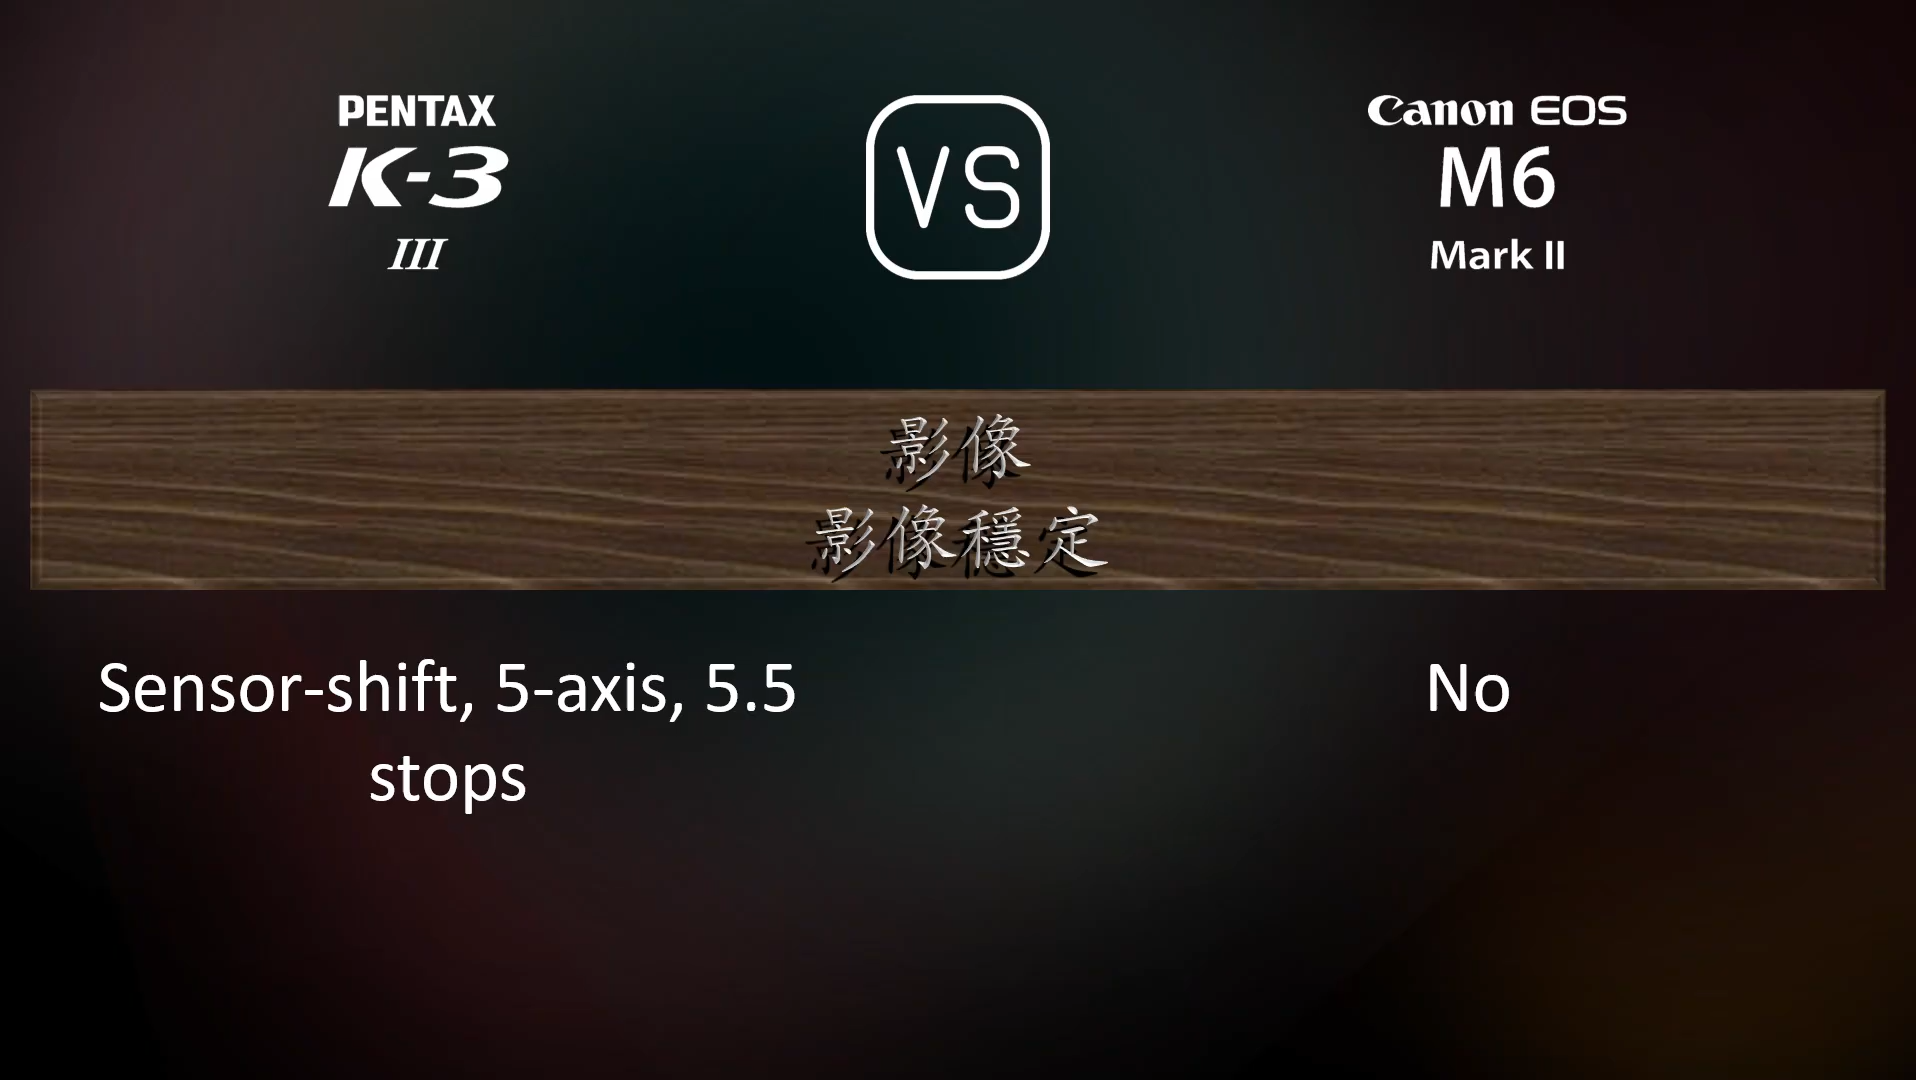 PENTAX
K-3
III
VS
Canon EOS
M6
Mark II
影像
影像穩定
Sensor-shift, 5-axis, 5.5
stops
No